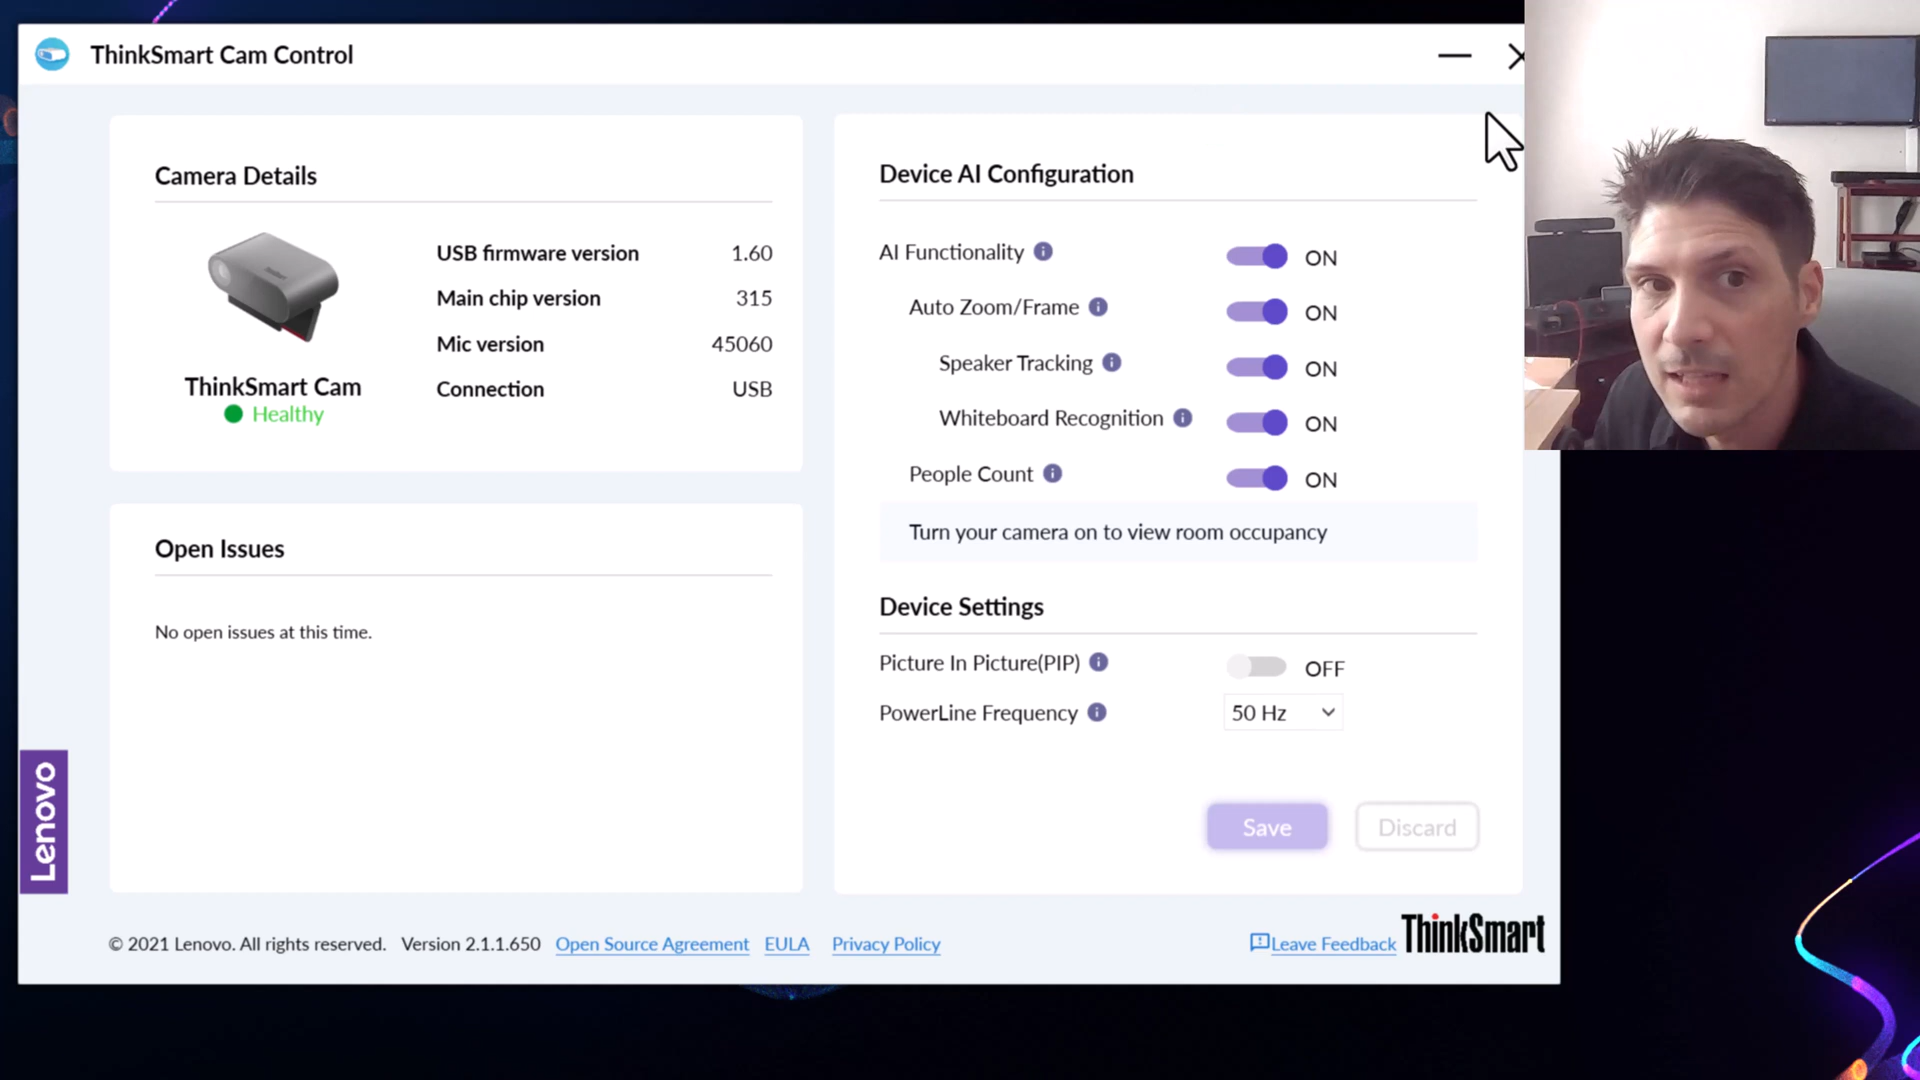 ThinkSmart Cam Control
Camera Details
USB firmware version 1.60
Main chip version 315
Mic version 45060
Connection USB
ThinkSmart Cam
Healthy
Open Issues
No open issues at this time.
Device AI Configuration
AI Functionality ON
Auto Zoom/Frame ON
Speaker Tracking ON
Whiteboard Recognition ON
People Count ON
Turn your camera on to view room occupancy
Device Settings
Picture In Picture(PIP) OFF
PowerLine Frequency 50 Hz
Save Discard
Lenovo
© 2021 Lenovo. All rights reserved. Version 2.1.1.650 Open Source Agreement EULA Privacy Policy
Leave Feedback ThinkSmart